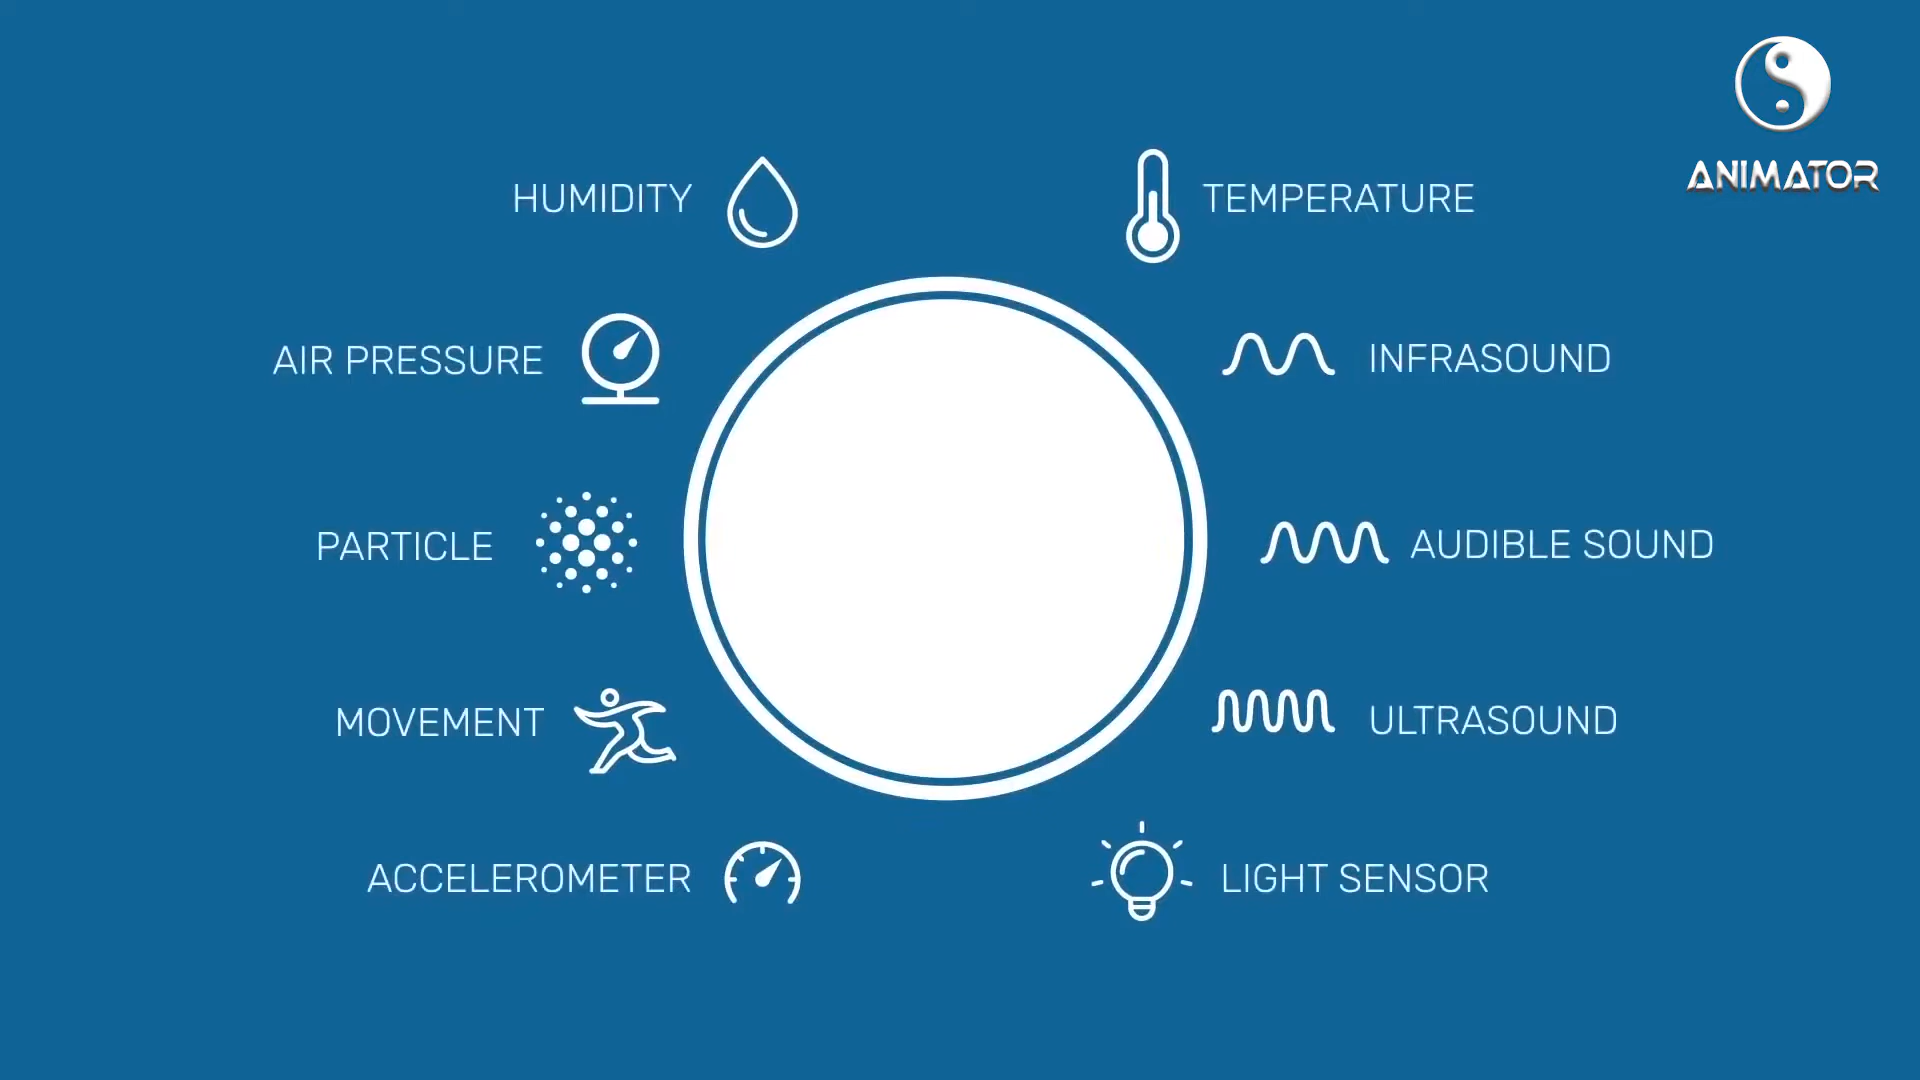 ANIMATOR
HUMIDITY
TEMPERATURE
AIR PRESSURE
INFRASOUND
PARTICLE
AUDIBLE SOUND
MOVEMENT
ULTRASOUND
ACCELEROMETER
LIGHT SENSOR